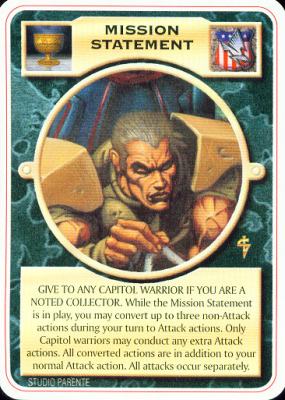 MISSION
STATEMENT
GIVE TO ANY CAPITOL WARRIOR IF YOU ARE A
NOTED COLLECTOR. While the Mission Statement
is in play, you may convert up to three non-Attack
actions during your turn to Attack actions. Only
Capitol warriors may conduct any extra Attack
actions. All converted actions are in addition to your
normal Attack action. All attacks occur separately.
STUDIO PARENTE